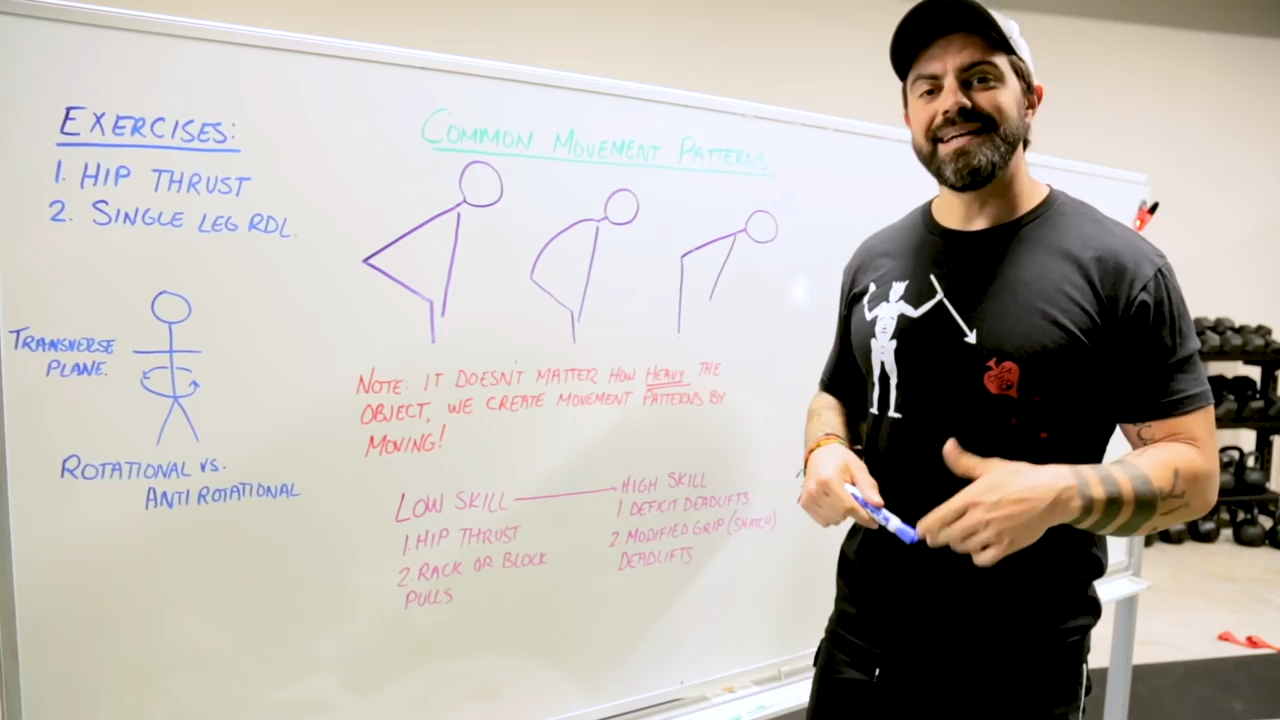 EXERCISES:
1. HIP THRUST
2. SINGLE LEG RDL.
TRANSVERSE
PLANE.
ROTATIONAL VS.
ANTI ROTATIONAL
COMMON MOVEMENT PATTERNS
NOTE: IT DOESN'T MATTER HOW HEAVY THE
OBJECT, WE CREATE MOVEMENT PATTERNS BY
MOVING!
LOW SKILL
1. HIP THRUST
2. RACK OR BLOCK
PULLS
HIGH SKILL
1 DEFICIT DEADLIFTS
2. MODIFIED GRIP (SNATCH)
DEADLIFTS